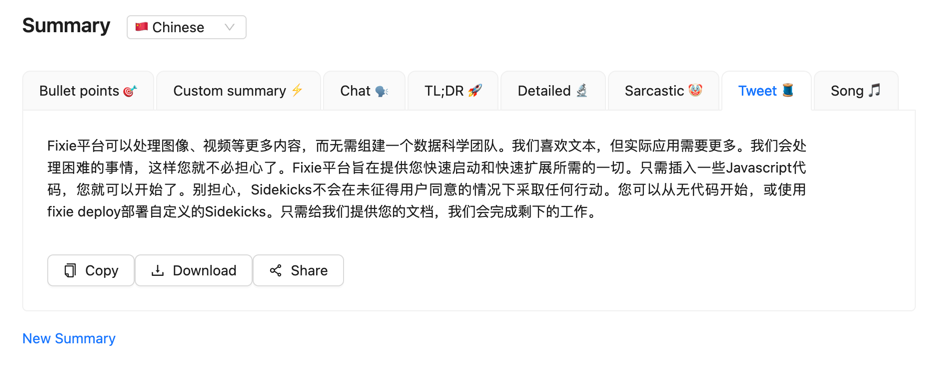 Summary
🇨🇳 Chinese
Bullet points 🎯
Custom summary ⚡
Chat 🗣️
TL;DR 🚀
Detailed 🔬
Sarcastic 🤡
Tweet 🧵
Song 🎵
Fixie平台可以处理图像、视频等更多内容，而无需组建一个数据科学团队。我们喜欢文本，但实际应用需要更多。我们会处
理困难的事情，这样您就不必担心了。Fixie平台旨在提供您快速启动和快速扩展所需的一切。只需插入一些Javascript代
码，您就可以开始了。别担心，Sidekicks不会在未征得用户同意的情况下采取任何行动。您可以从无代码开始，或使用
fixie deploy部署自定义的Sidekicks。只需给我们提供您的文档，我们会完成剩下的工作。
Copy
Download
Share
New Summary